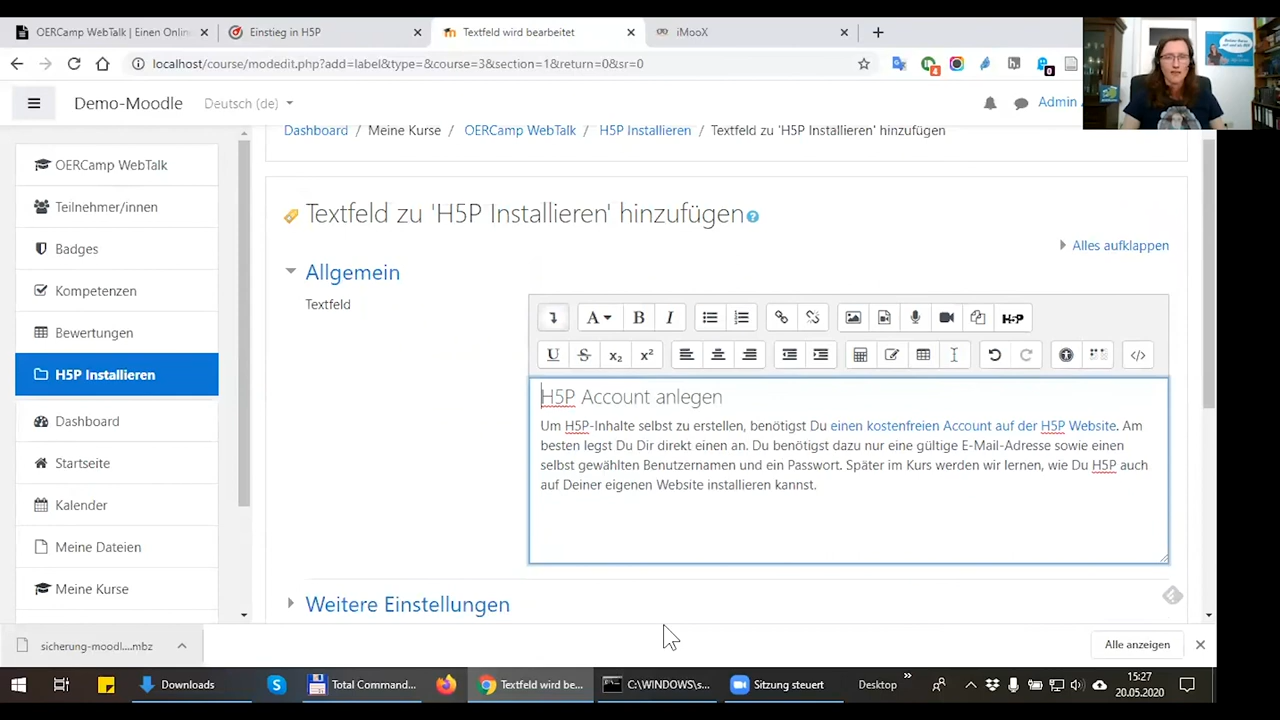 OERCamp WebTalk | Einen Onlin
Einstieg in H5P
Textfeld wird bearbeitet
iMooX
localhost/course/modedit.php?add=label&type=&course=3&section=1&return=0&sr=0
4
0
Demo-Moodle
Deutsch (de)
Admin
Dashboard / Meine Kurse / OERCamp WebTalk / H5P Installieren / Textfeld zu 'H5P Installieren' hinzufügen
OERCamp WebTalk
Teilnehmer/innen
Badges
Kompetenzen
Bewertungen
H5P Installieren
Dashboard
Startseite
Kalender
Meine Dateien
Meine Kurse
Textfeld zu 'H5P Installieren' hinzufügen
Alles aufklappen
Allgemein
Textfeld
H5P Account anlegen
Um H5P-Inhalte selbst zu erstellen, benötigst Du einen kostenfreien Account auf der H5P Website. Am
besten legst Du Dir direkt einen an. Du benötigst dazu nur eine gültige E-Mail-Adresse sowie einen
selbst gewählten Benutzernamen und ein Passwort. Später im Kurs werden wir lernen, wie Du H5P auch
auf Deiner eigenen Website installieren kannst.
Weitere Einstellungen
sicherung-moodl....mbz
Alle anzeigen
Downloads
Total Command...
Textfeld wird be...
C:\WINDOWS\s...
Sitzung steuert
Desktop
15:27
20.05.2020